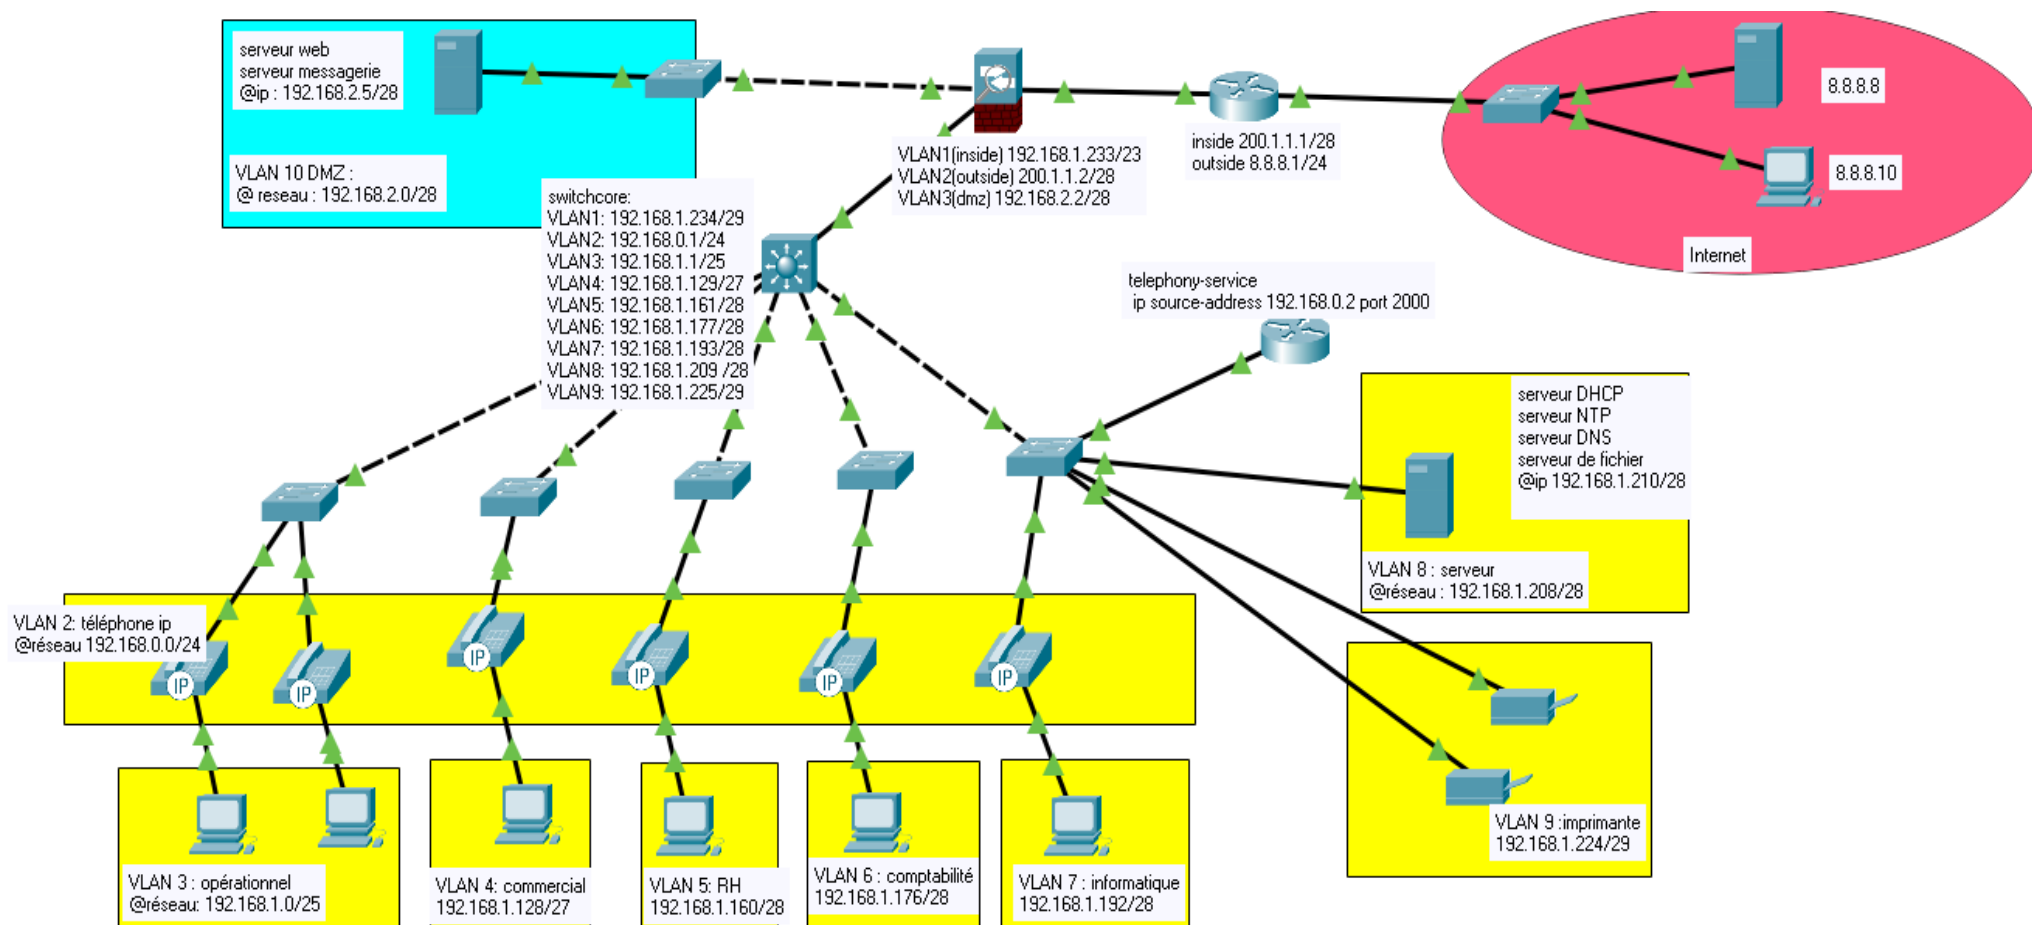 serveur web
serveur messagerie
@ip : 192.168.2.5/28
VLAN 10 DMZ :
@ reseau : 192.168.2.0/28
VLAN1(inside) 192.168.1.233/23
VLAN2(outside) 200.1.1.2/28
VLAN3(dmz) 192.168.2.2/28
inside 200.1.1.1/28
outside 8.8.8.1/24
8.8.8.8
8.8.8.10
Internet
switchcore:
VLAN1: 192.168.1.234/29
VLAN2: 192.168.0.1/24
VLAN3: 192.168.1.1/25
VLAN4: 192.168.1.129/27
VLAN5: 192.168.1.161/28
VLAN6: 192.168.1.177/28
VLAN7: 192.168.1.193/28
VLAN8: 192.168.1.209 /28
VLAN9: 192.168.1.225/29
telephony-service
ip source-address 192.168.0.2 port 2000
serveur DHCP
serveur NTP
serveur DNS
serveur de fichier
@ip 192.168.1.210/28
VLAN 8 : serveur
@réseau : 192.168.1.208/28
VLAN 2: téléphone ip
@réseau 192.168.0.0/24
IP
IP
IP
IP
IP
IP
VLAN 9 :imprimante
192.168.1.224/29
VLAN 3 : opérationnel
@réseau: 192.168.1.0/25
VLAN 4: commercial
192.168.1.128/27
VLAN 5: RH
192.168.1.160/28
VLAN 6 : comptabilité
192.168.1.176/28
VLAN 7 : informatique
192.168.1.192/28